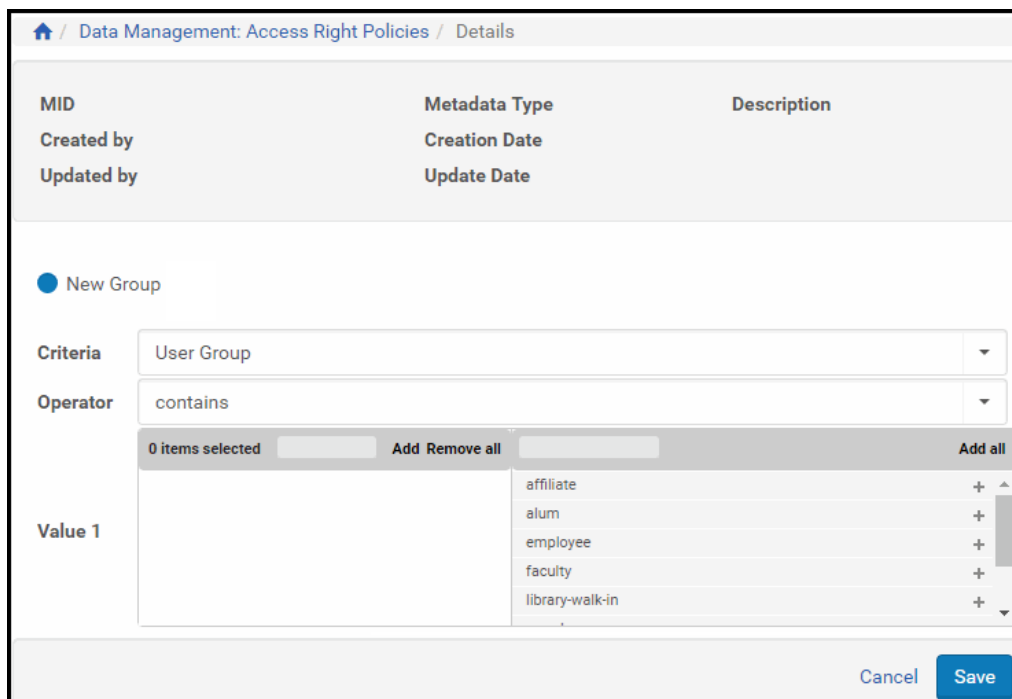 / Data Management: Access Right Policies / Details
MID Metadata Type Description
Created by Creation Date
Updated by Update Date
New Group
Criteria User Group
Operator contains
0 items selected Add Remove all Add all
Value 1
affiliate
alum
employee
faculty
library-walk-in
Cancel Save